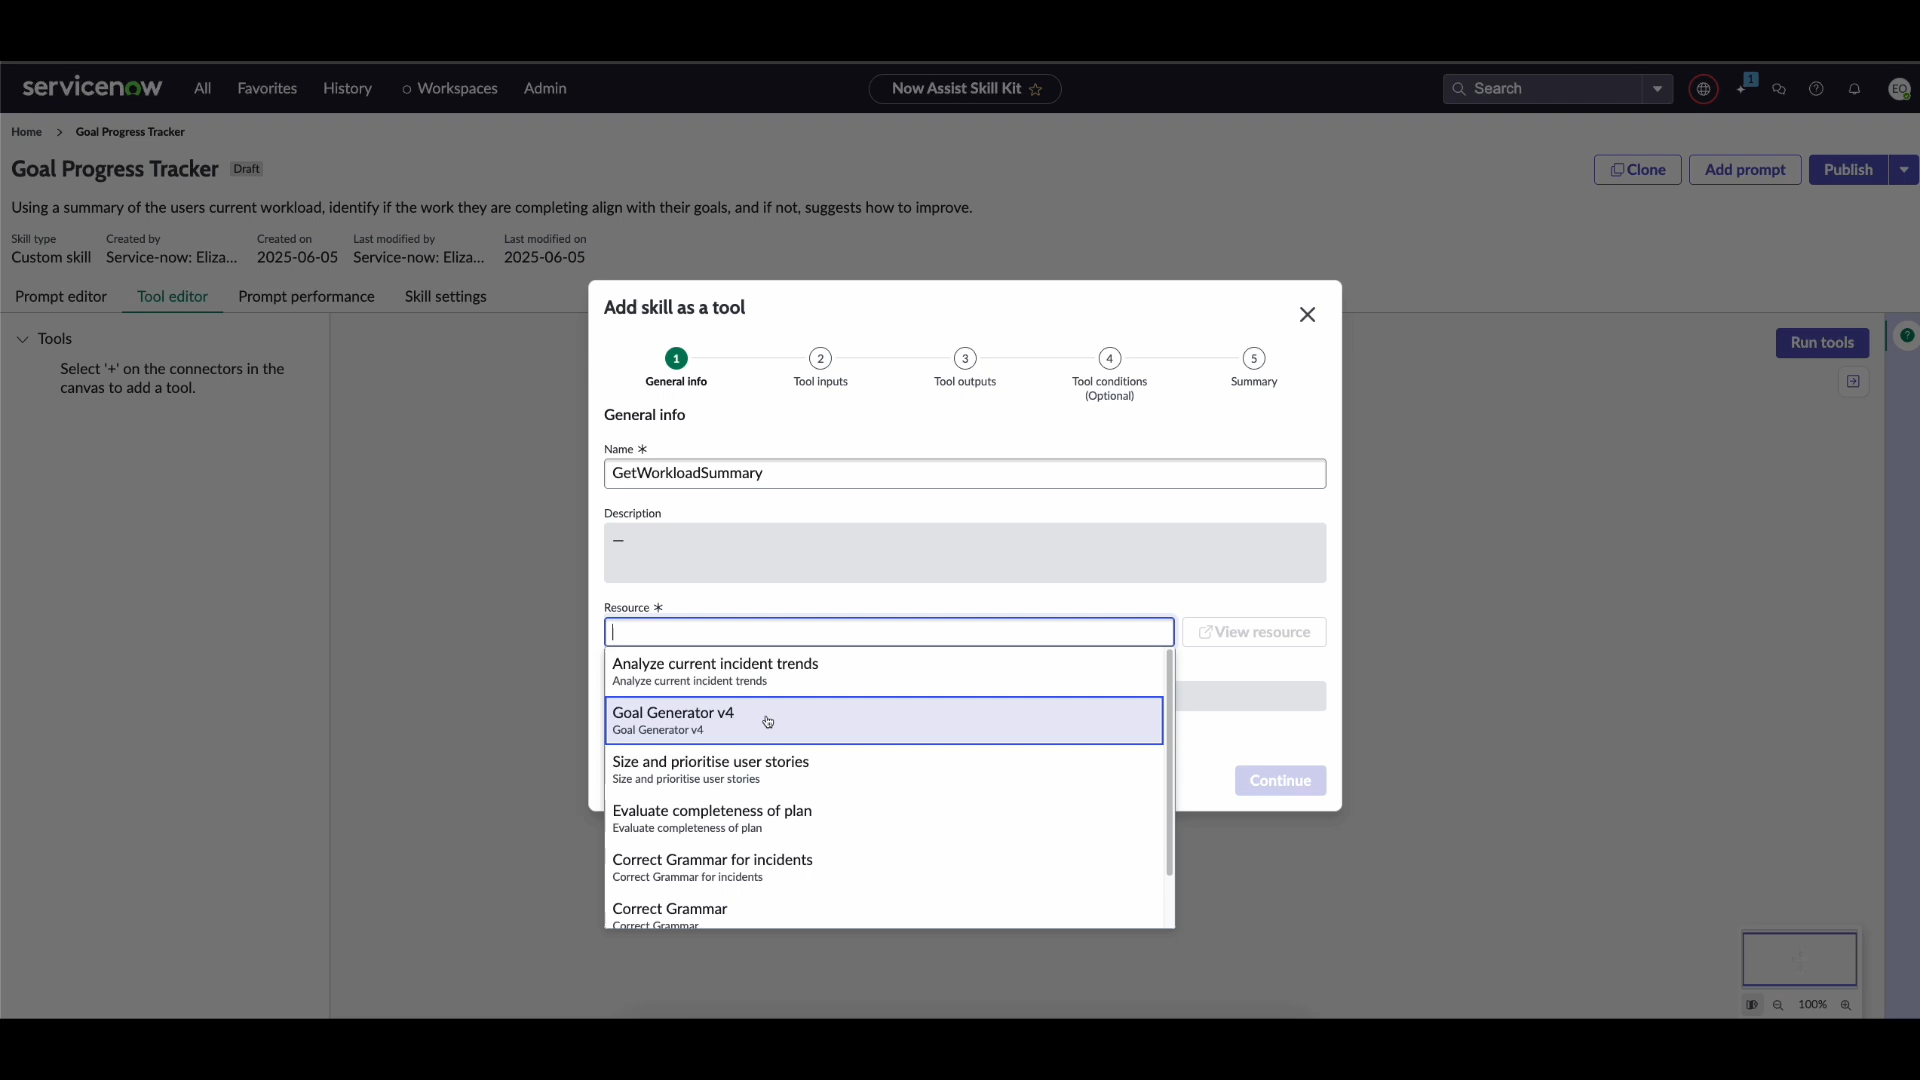 servicenow All Favorites History Workspaces Admin Now Assist Skill Kit Search 1 EO
Home > Goal Progress Tracker
Goal Progress Tracker Draft Clone Add prompt Publish
Using a summary of the users current workload, identify if the work they are completing align with their goals, and if not, suggests how to improve.
Skill type Created by Created on Last modified by Last modified on
Custom skill Service-now: Eliza... 2025-06-05 Service-now: Eliza... 2025-06-05
Prompt editor Tool editor Prompt performance Skill settings
Tools
Select '+' on the connectors in the
canvas to add a tool.
Run tools
Add skill as a tool
1 2 3 4 5
General info Tool inputs Tool outputs Tool conditions Summary
(Optional)
General info
Name *
GetWorkloadSummary
Description
—
Resource *
View resource
Analyze current incident trends
Analyze current incident trends
Goal Generator v4
Goal Generator v4
Size and prioritise user stories
Size and prioritise user stories
Evaluate completeness of plan
Evaluate completeness of plan
Correct Grammar for incidents
Correct Grammar for incidents
Correct Grammar
Correct Grammar
Continue
100%